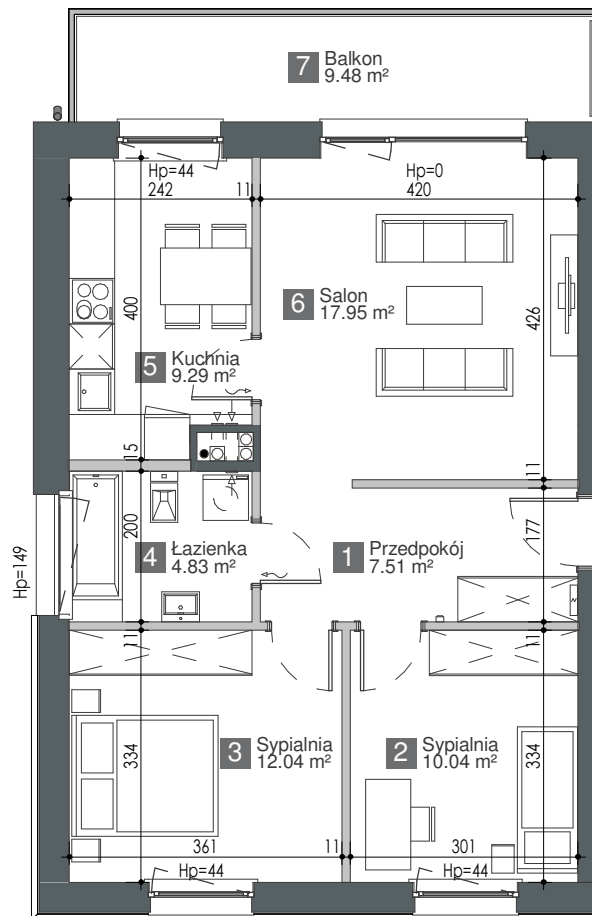 7 Balkon
9.48 m²
Hp=44
242
11
Hp=0
420
400
426
6 Salon
17.95 m²
5 Kuchnia
9.29 m²
15
11
Hp=149
200
4 Łazienka
4.83 m²
1 Przedpokój
7.51 m²
177
11
11
334
3 Sypialnia
12.04 m²
2 Sypialnia
10.04 m²
334
361
11
301
Hp=44
Hp=44